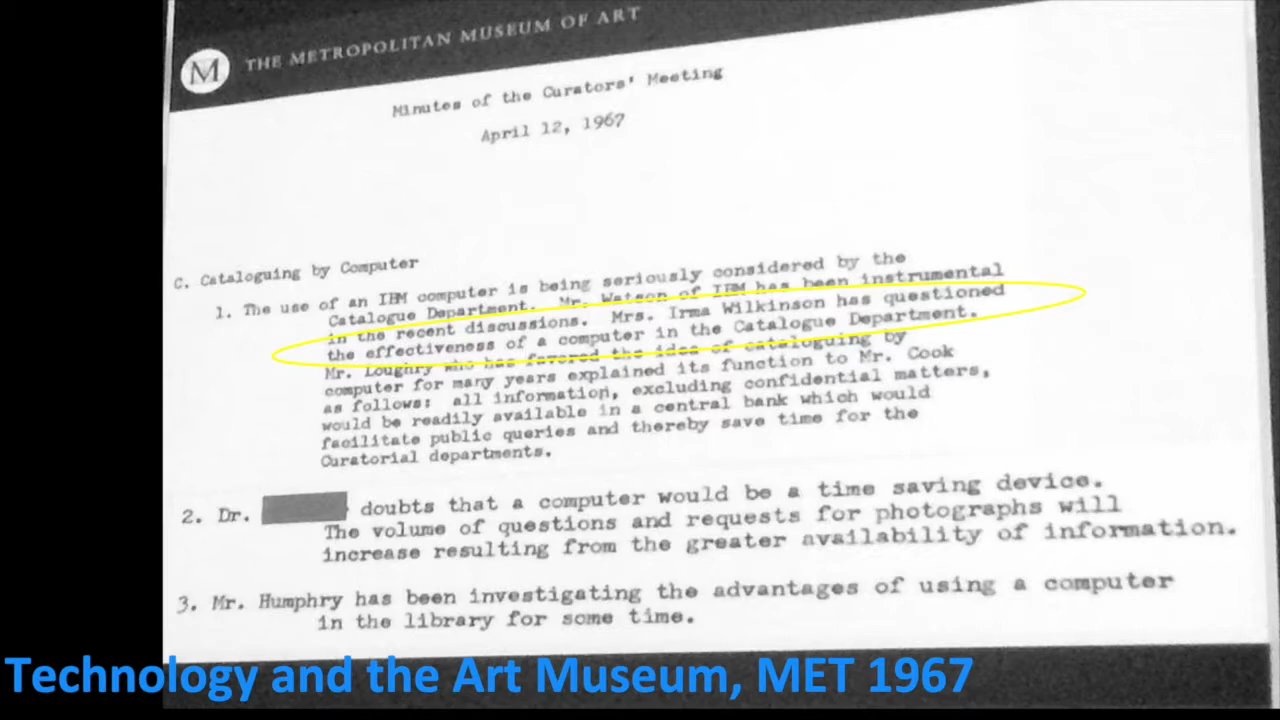 M THE METROPOLITAN MUSEUM OF ART
Minutes of the Curators' Meeting
April 12, 1967
C. Cataloguing by Computer
1. The use of an IBM computer is being seriously considered by the
Catalogue Department. Mr. Watson of IBM has been instrumental
in the recent discussions. Mrs. Irma Wilkinson has questioned
the effectiveness of a computer in the Catalogue Department.
Mr. Loughry who has favored the idea of cataloguing by
computer for many years explained its function to Mr. Cook
as follows: all information, excluding confidential matters,
would be readily available in a central bank which would
facilitate public queries and thereby save time for the
Curatorial departments.
2. Dr. doubts that a computer would be a time saving device.
The volume of questions and requests for photographs will
increase resulting from the greater availability of information.
3. Mr. Humphry has been investigating the advantages of using a computer
in the library for some time.
Technology and the Art Museum, MET 1967